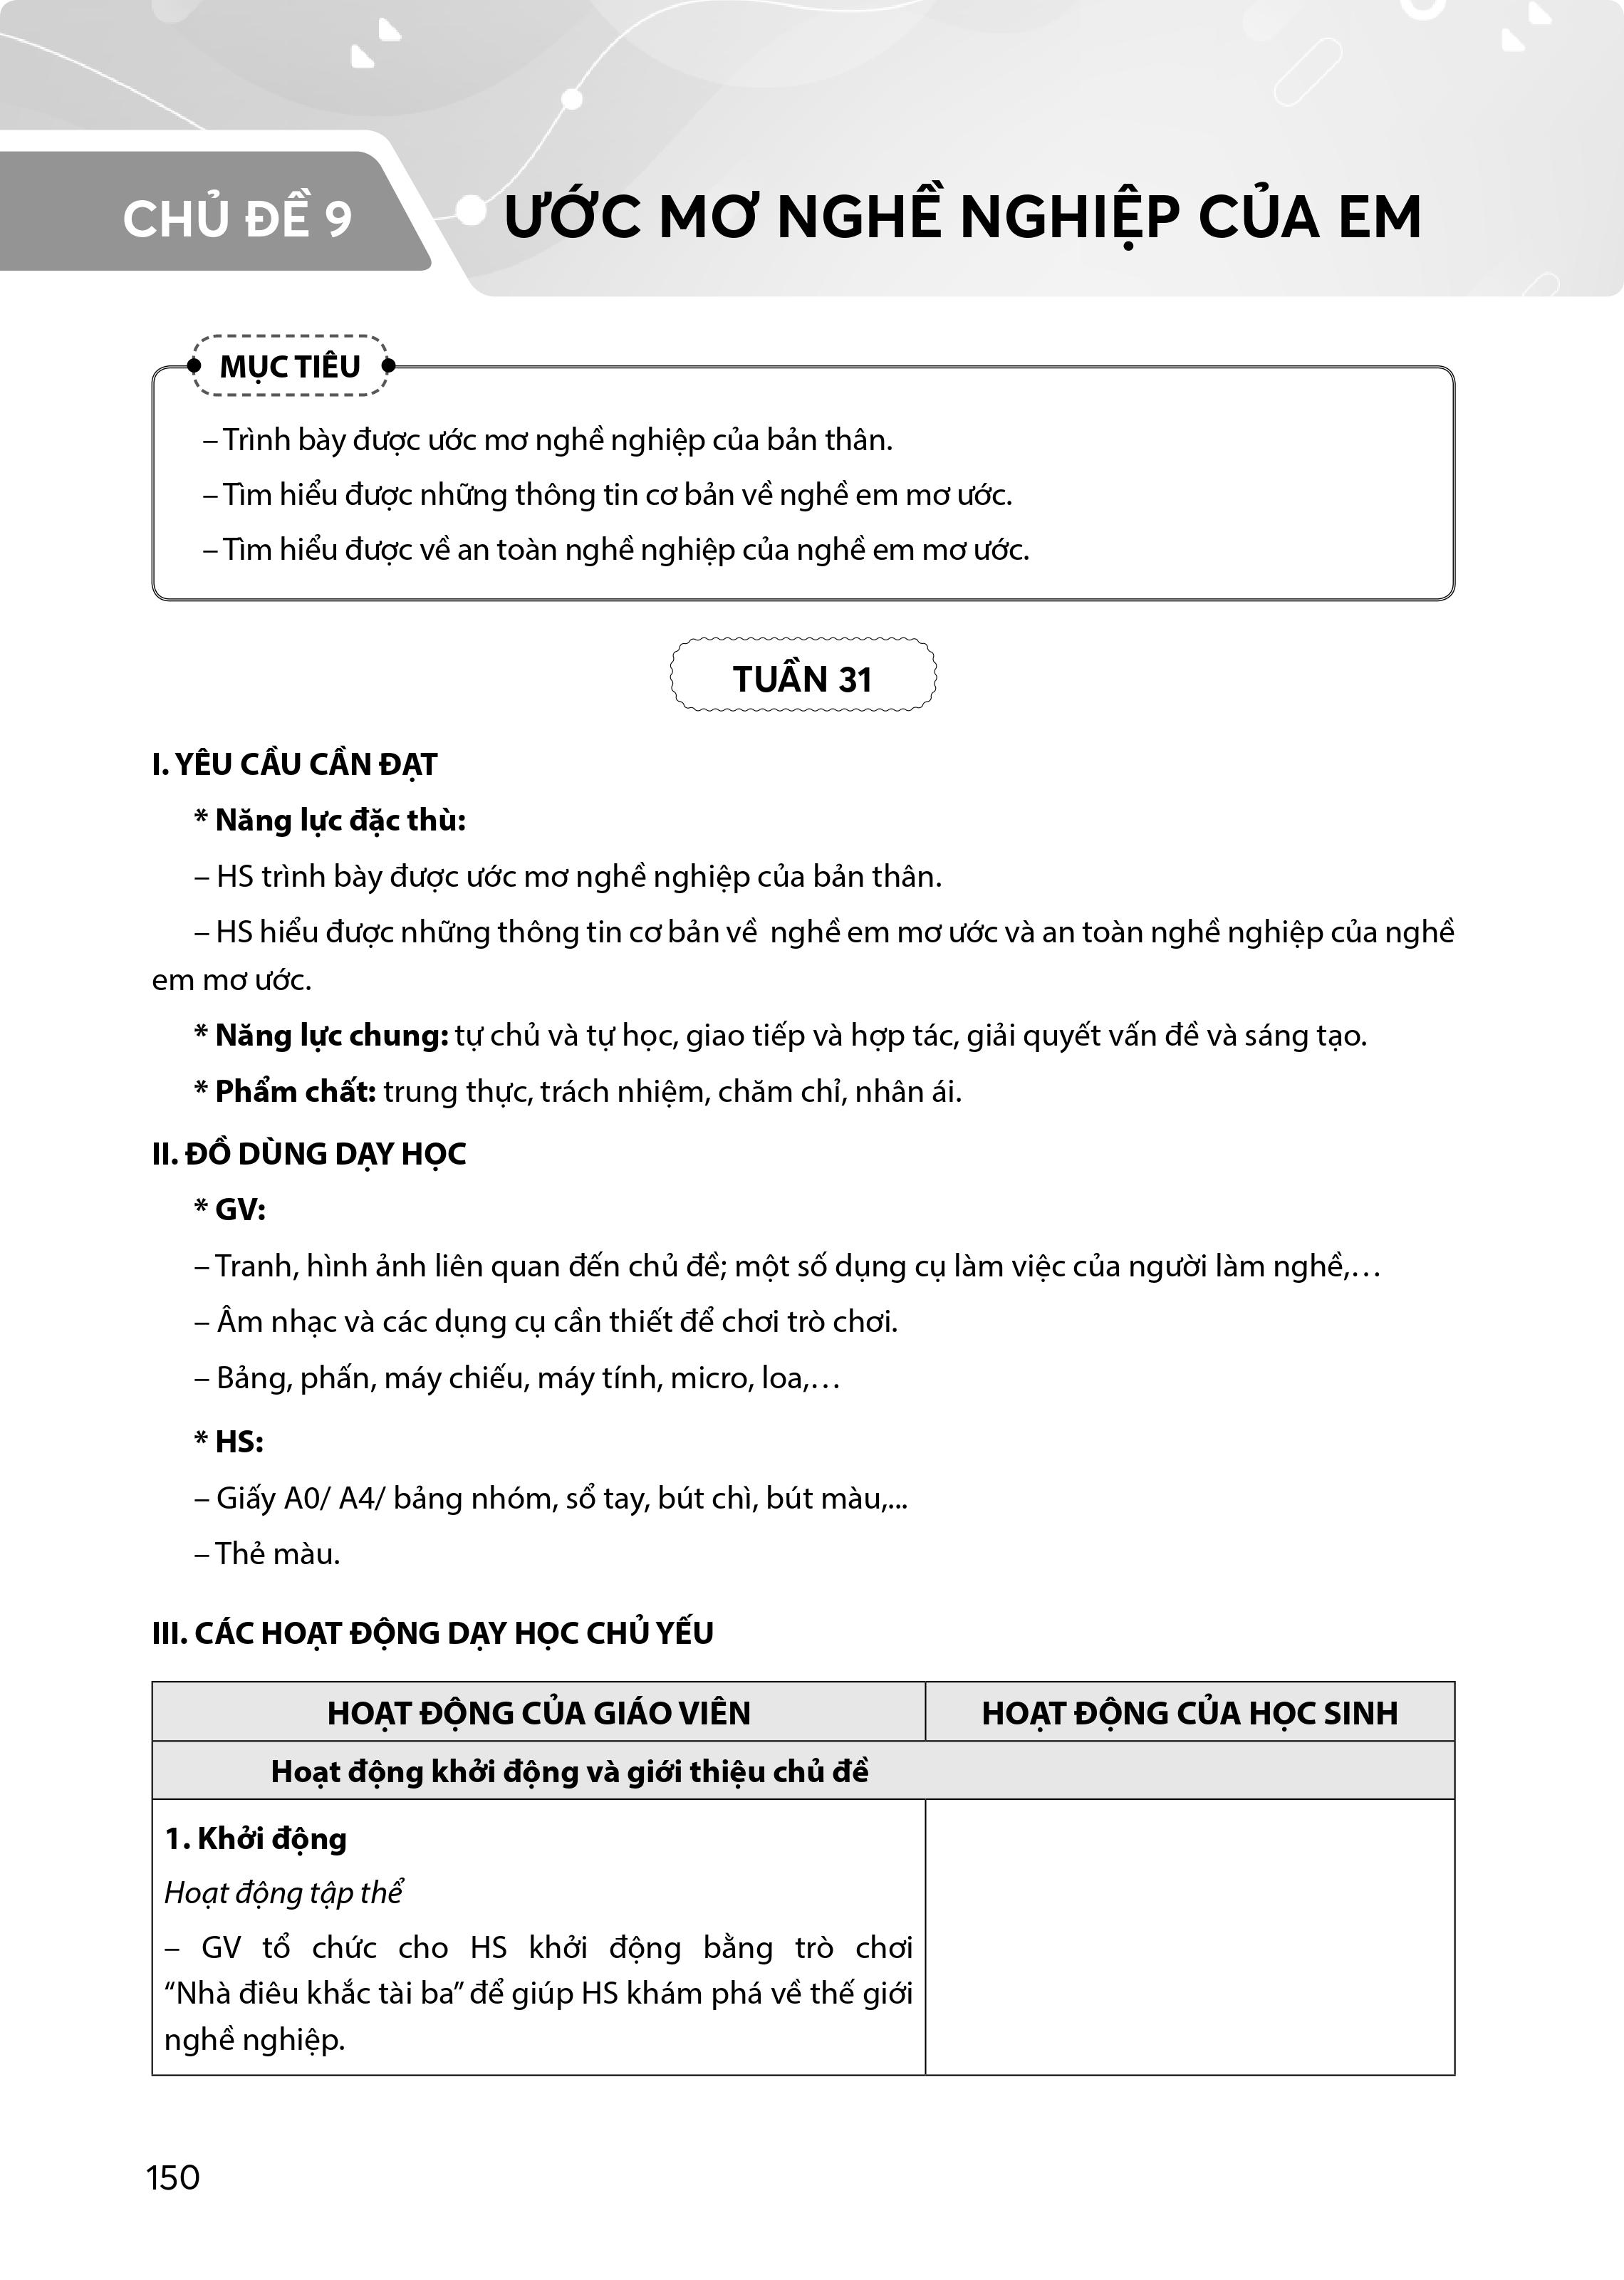 CHỦ ĐỀ 9
ƯỚC MƠ NGHỀ NGHIỆP CỦA EM
MỤC TIÊU
– Trình bày được ước mơ nghề nghiệp của bản thân.
– Tìm hiểu được những thông tin cơ bản về nghề em mơ ước.
– Tìm hiểu được về an toàn nghề nghiệp của nghề em mơ ước.
TUẦN 31
I. YÊU CẦU CẦN ĐẠT
* Năng lực đặc thù:
– HS trình bày được ước mơ nghề nghiệp của bản thân.
– HS hiểu được những thông tin cơ bản về nghề em mơ ước và an toàn nghề nghiệp của nghề
em mơ ước.
* Năng lực chung: tự chủ và tự học, giao tiếp và hợp tác, giải quyết vấn đề và sáng tạo.
* Phẩm chất: trung thực, trách nhiệm, chăm chỉ, nhân ái.
II. ĐỒ DÙNG DẠY HỌC
* GV:
– Tranh, hình ảnh liên quan đến chủ đề; một số dụng cụ làm việc của người làm nghề,…
– Âm nhạc và các dụng cụ cần thiết để chơi trò chơi.
– Bảng, phấn, máy chiếu, máy tính, micro, loa,…
* HS:
– Giấy A0/ A4/ bảng nhóm, sổ tay, bút chì, bút màu,...
– Thẻ màu.
III. CÁC HOẠT ĐỘNG DẠY HỌC CHỦ YẾU
HOẠT ĐỘNG CỦA GIÁO VIÊN
HOẠT ĐỘNG CỦA HỌC SINH
Hoạt động khởi động và giới thiệu chủ đề
1. Khởi động
Hoạt động tập thể
– GV tổ chức cho HS khởi động bằng trò chơi
“Nhà điêu khắc tài ba” để giúp HS khám phá về thế giới
nghề nghiệp.
150